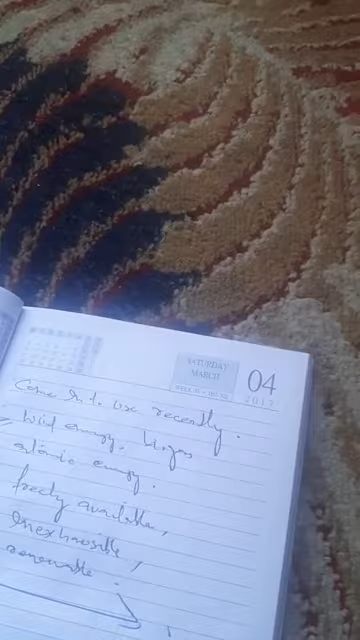 SATURDAY
MARCH
04
2017
Come in to use recently.
wind energy, biogas
atomic energy.
freely available,
inexhaustible,
renewable